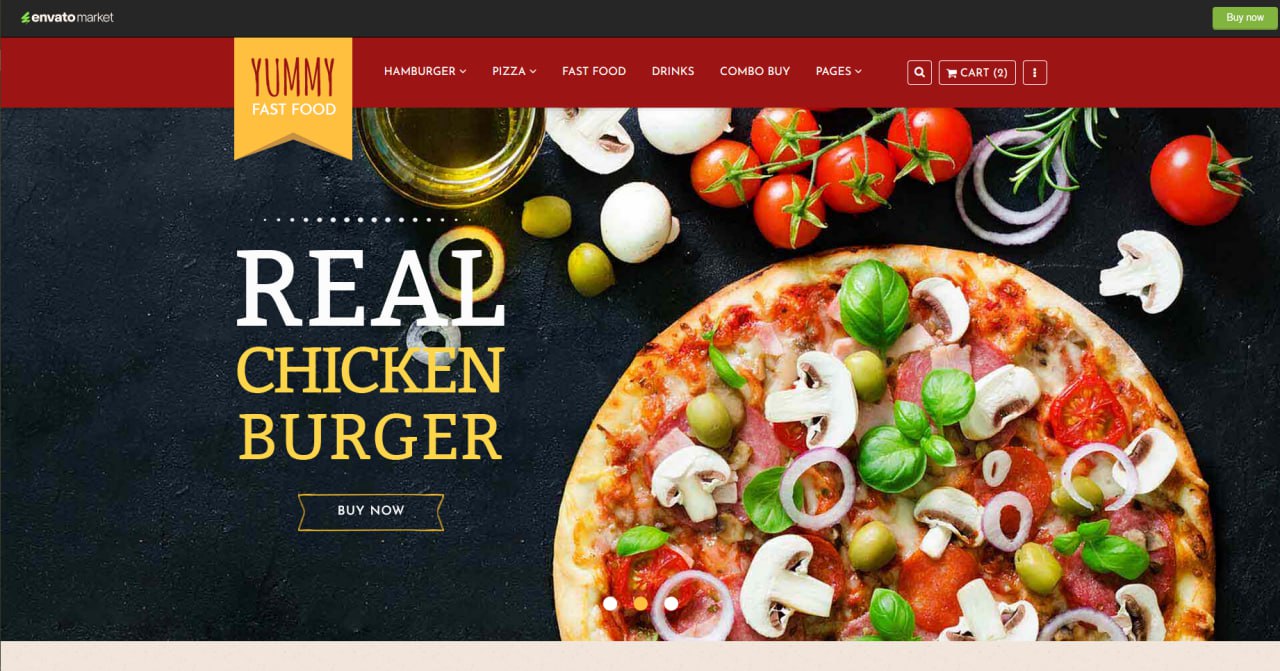 envato market
Buy now
YUMMY
FAST FOOD
HAMBURGER
PIZZA
FAST FOOD
DRINKS
COMBO BUY
PAGES
CART (2)
REAL
CHICKEN
BURGER
BUY NOW